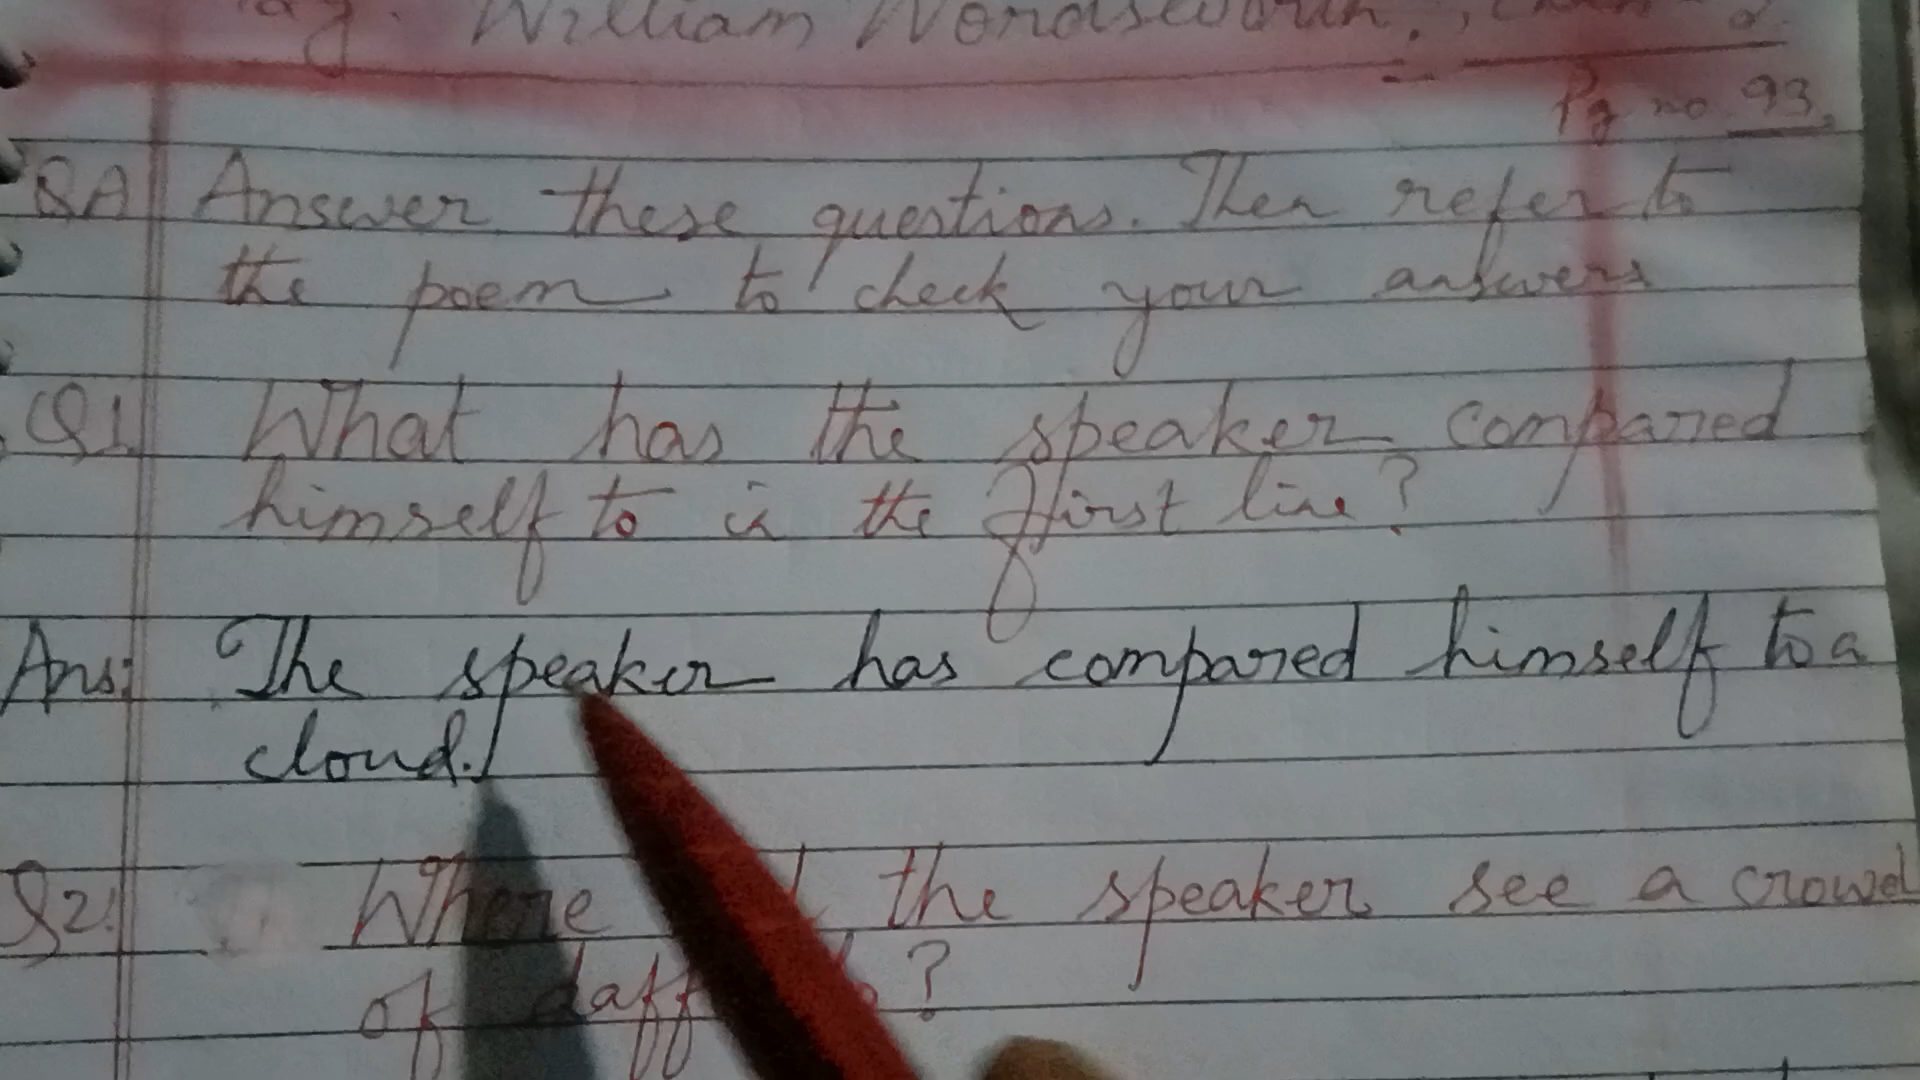 William Wordsworth.
Pg no 93.
QA Answer these questions. Then refer to
the poem to check your answers
Q1 What has the speaker compared
himself to in the first line?
Ans: The speaker has compared himself to a
cloud.
Q2. Where the speaker see a crowd
of ?